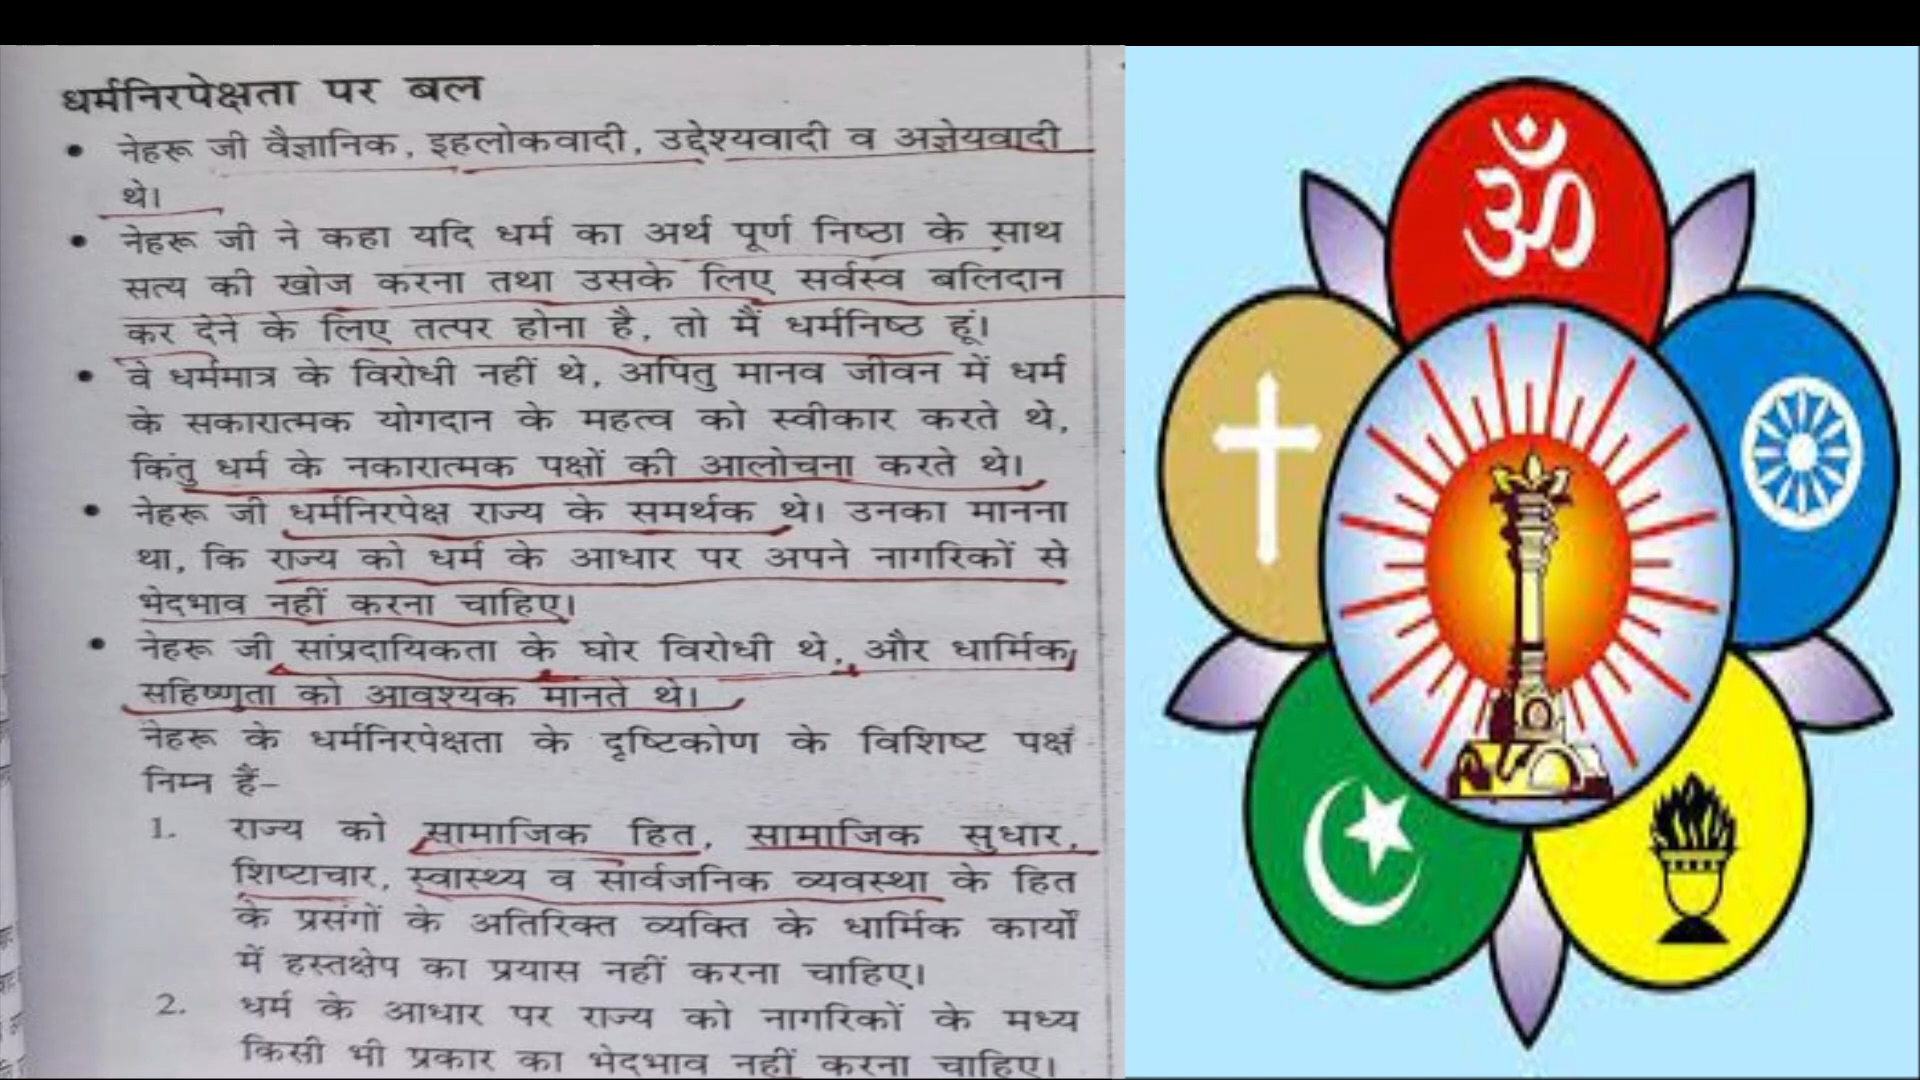 धर्मनिरपेक्षता पर बल
• नेहरू जी वैज्ञानिक, इहलोकवादी, उद्देश्यवादी व अज्ञेयवादी
थे।
• नेहरू जी ने कहा यदि धर्म का अर्थ पूर्ण निष्ठा के साथ
सत्य की खोज करना तथा उसके लिए सर्वस्व बलिदान
कर देने के लिए तत्पर होना है, तो मैं धर्मनिष्ठ हूं।
• वे धर्ममात्र के विरोधी नहीं थे, अपितु मानव जीवन में धर्म
के सकारात्मक योगदान के महत्व को स्वीकार करते थे,
किंतु धर्म के नकारात्मक पक्षों की आलोचना करते थे।
• नेहरू जी धर्मनिरपेक्ष राज्य के समर्थक थे। उनका मानना
था, कि राज्य को धर्म के आधार पर अपने नागरिकों से
भेदभाव नहीं करना चाहिए।
• नेहरू जी सांप्रदायिकता के घोर विरोधी थे, और धार्मिक
सहिष्णुता को आवश्यक मानते थे।
नेहरू के धर्मनिरपेक्षता के दृष्टिकोण के विशिष्ट पक्ष
निम्न हैं-
1. राज्य को सामाजिक हित, सामाजिक सुधार,
शिष्टाचार, स्वास्थ्य व सार्वजनिक व्यवस्था के हित
के प्रसंगों के अतिरिक्त व्यक्ति के धार्मिक कार्यों
में हस्तक्षेप का प्रयास नहीं करना चाहिए।
2. धर्म के आधार पर राज्य को नागरिकों के मध्य
किसी भी प्रकार का भेदभाव नहीं करना चाहिए।
ॐ